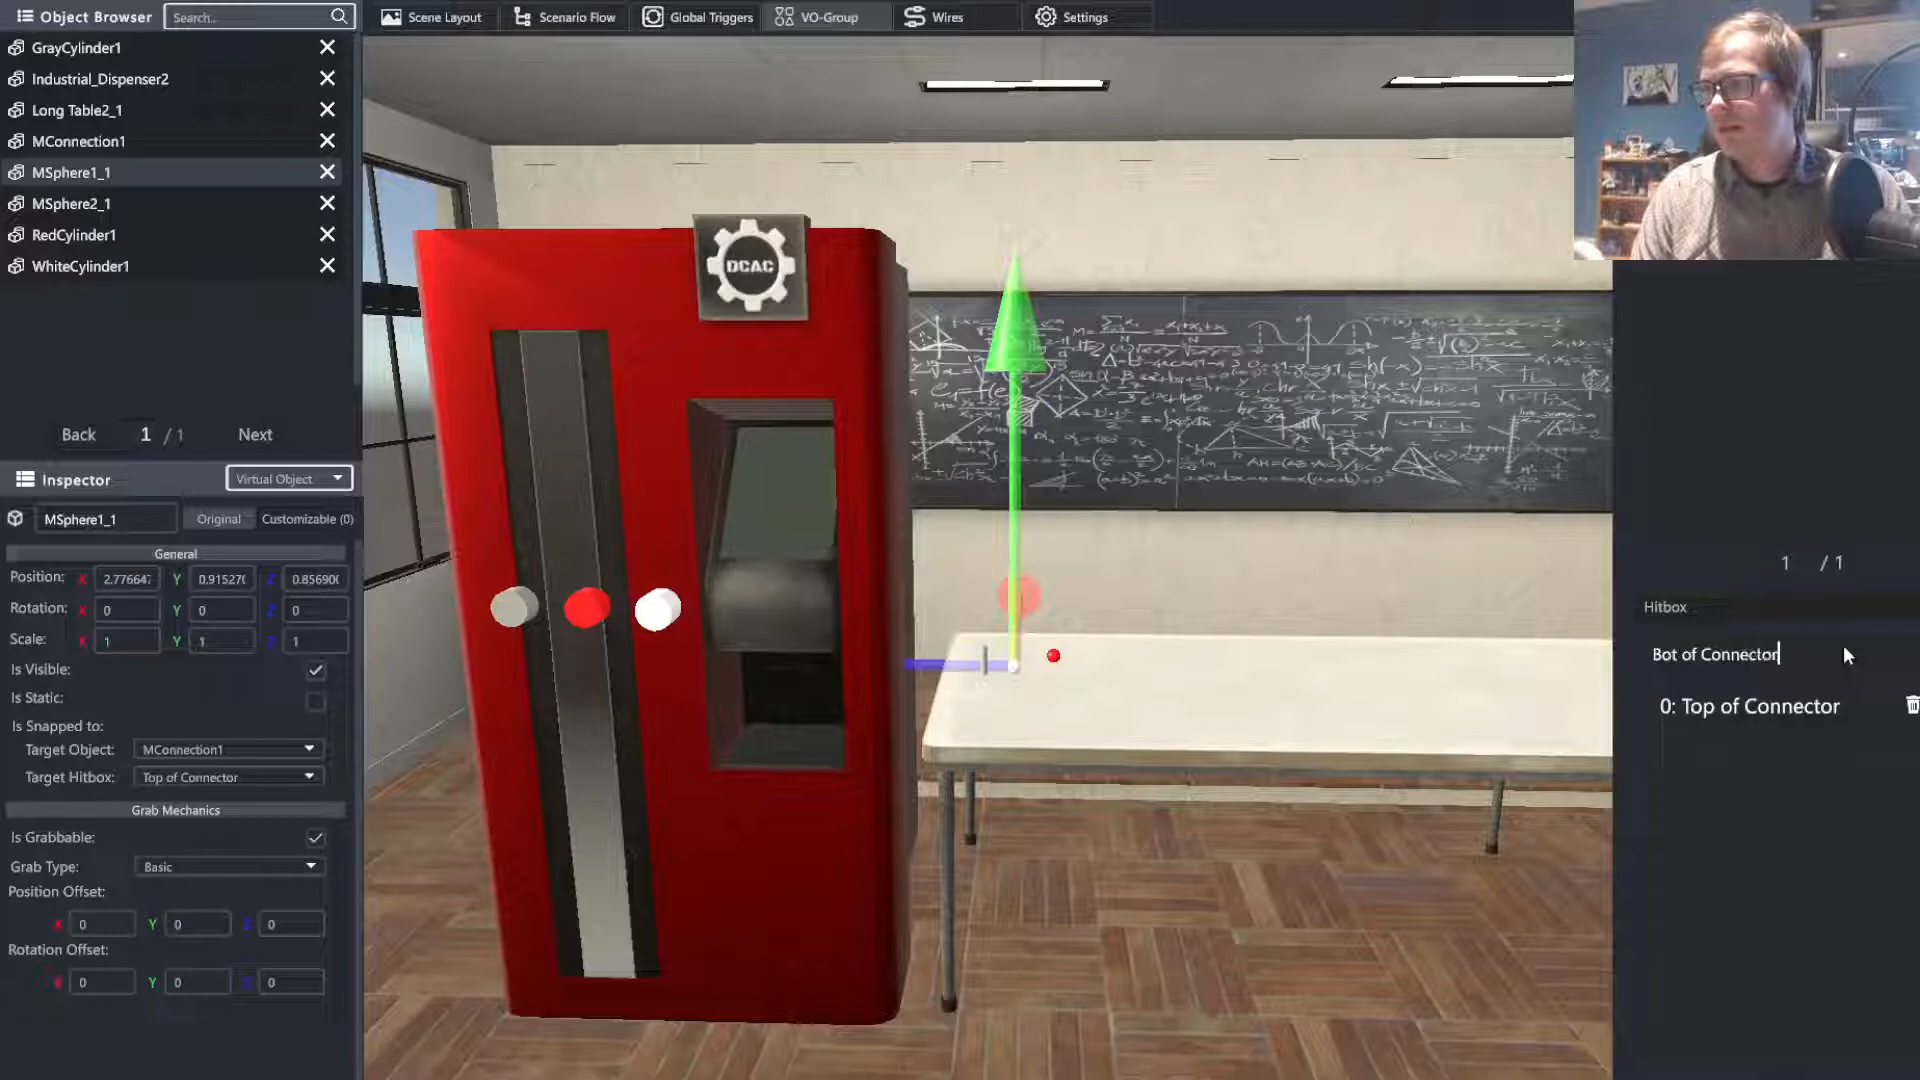 Object Browser
Search...
Scene Layout
Scenario Flow
Global Triggers
VO-Group
Wires
Settings
GrayCylinder1
Industrial_Dispenser2
Long Table2_1
MConnection1
MSphere1_1
MSphere2_1
RedCylinder1
WhiteCylinder1
Back 1 / 1 Next
Inspector
Virtual Object
MSphere1_1
Original
Customizable (0)
General
Position: X 2.77664 Y 0.91527( Z 0.85690(
Rotation: X 0 Y 0 Z 0
Scale: X 1 Y 1 Z 1
Is Visible:
Is Static:
Is Snapped to:
Target Object: MConnection1
Target Hitbox: Top of Connector
Grab Mechanics
Is Grabbable:
Grab Type: Basic
Position Offset:
X 0 Y 0 Z 0
Rotation Offset:
X 0 Y 0 Z 0
DCAC
1 / 1
Hitbox
Bot of Connector
0: Top of Connector